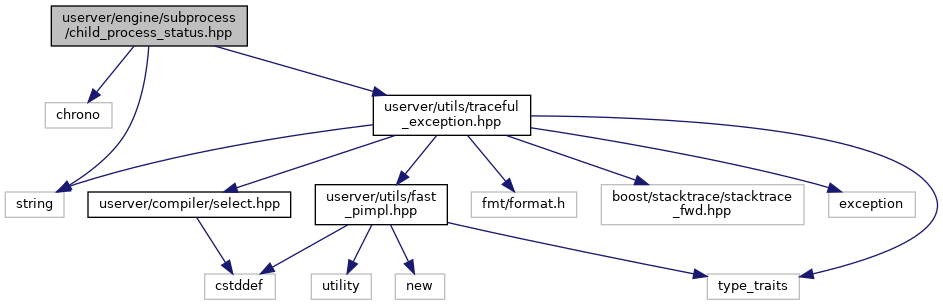 userver/engine/subprocess
/child_process_status.hpp
chrono
userver/utils/traceful
_exception.hpp
string
userver/compiler/select.hpp
userver/utils/fast
_pimpl.hpp
fmt/format.h
boost/stacktrace/stacktrace
_fwd.hpp
exception
cstddef
utility
new
type_traits